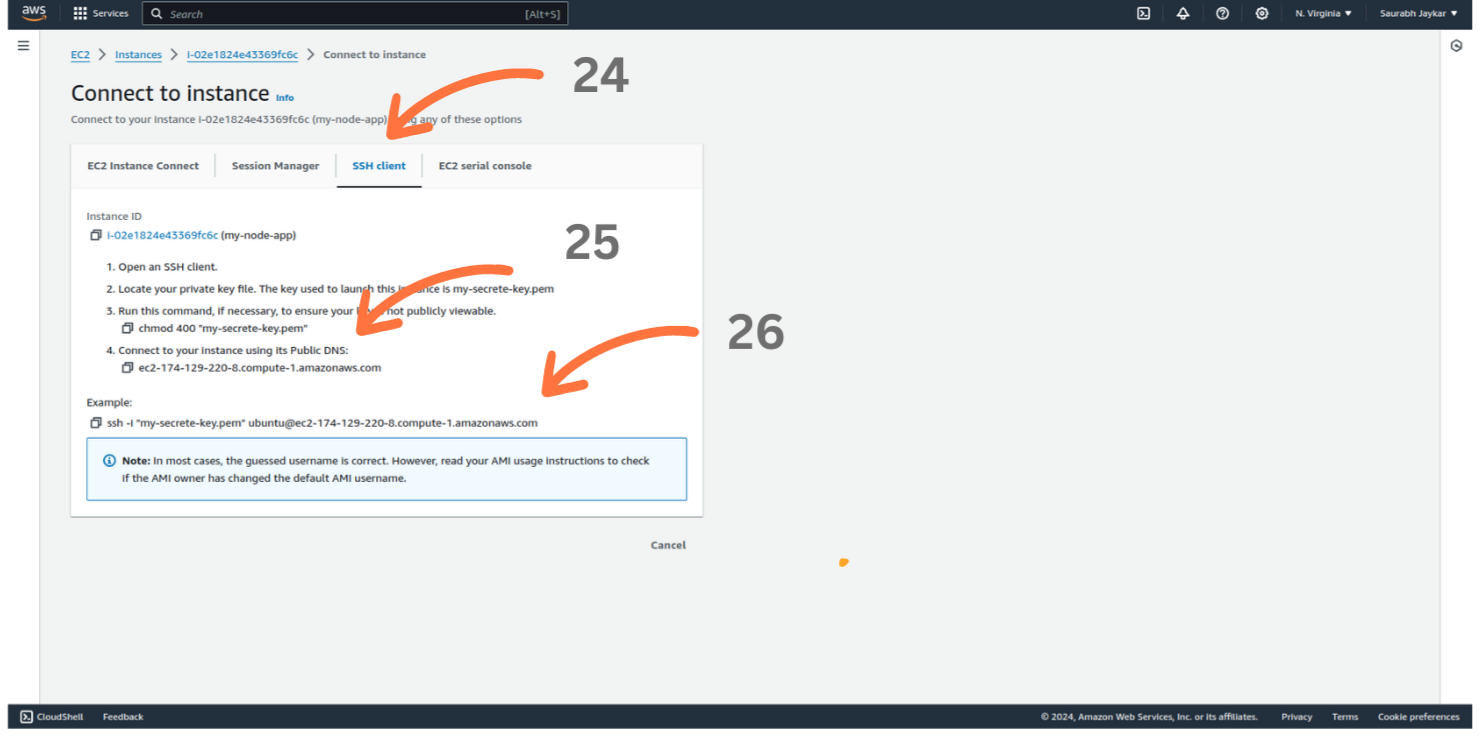 aws
Services
Search
[Alt+S]
N. Virginia
Saurabh Jaykar
EC2 > Instances > i-02e1824e43369fc6c > Connect to instance
24
Connect to instance Info
Connect to your instance i-02e1824e43369fc6c (my-node-app) any of these options
EC2 Instance Connect
Session Manager
SSH client
EC2 serial console
Instance ID
i-02e1824e43369fc6c (my-node-app)
25
1. Open an SSH client.
2. Locate your private key file. The key used to launch this instance is my-secrete-key.pem
3. Run this command, if necessary, to ensure your not publicly viewable.
chmod 400 "my-secrete-key.pem"
26
4. Connect to your instance using its Public DNS:
ec2-174-129-220-8.compute-1.amazonaws.com
Example:
ssh -i "my-secrete-key.pem" ubuntu@ec2-174-129-220-8.compute-1.amazonaws.com
Note: In most cases, the guessed username is correct. However, read your AMI usage instructions to check
if the AMI owner has changed the default AMI username.
Cancel
CloudShell
Feedback
© 2024, Amazon Web Services, Inc. or its affiliates.
Privacy
Terms
Cookie preferences